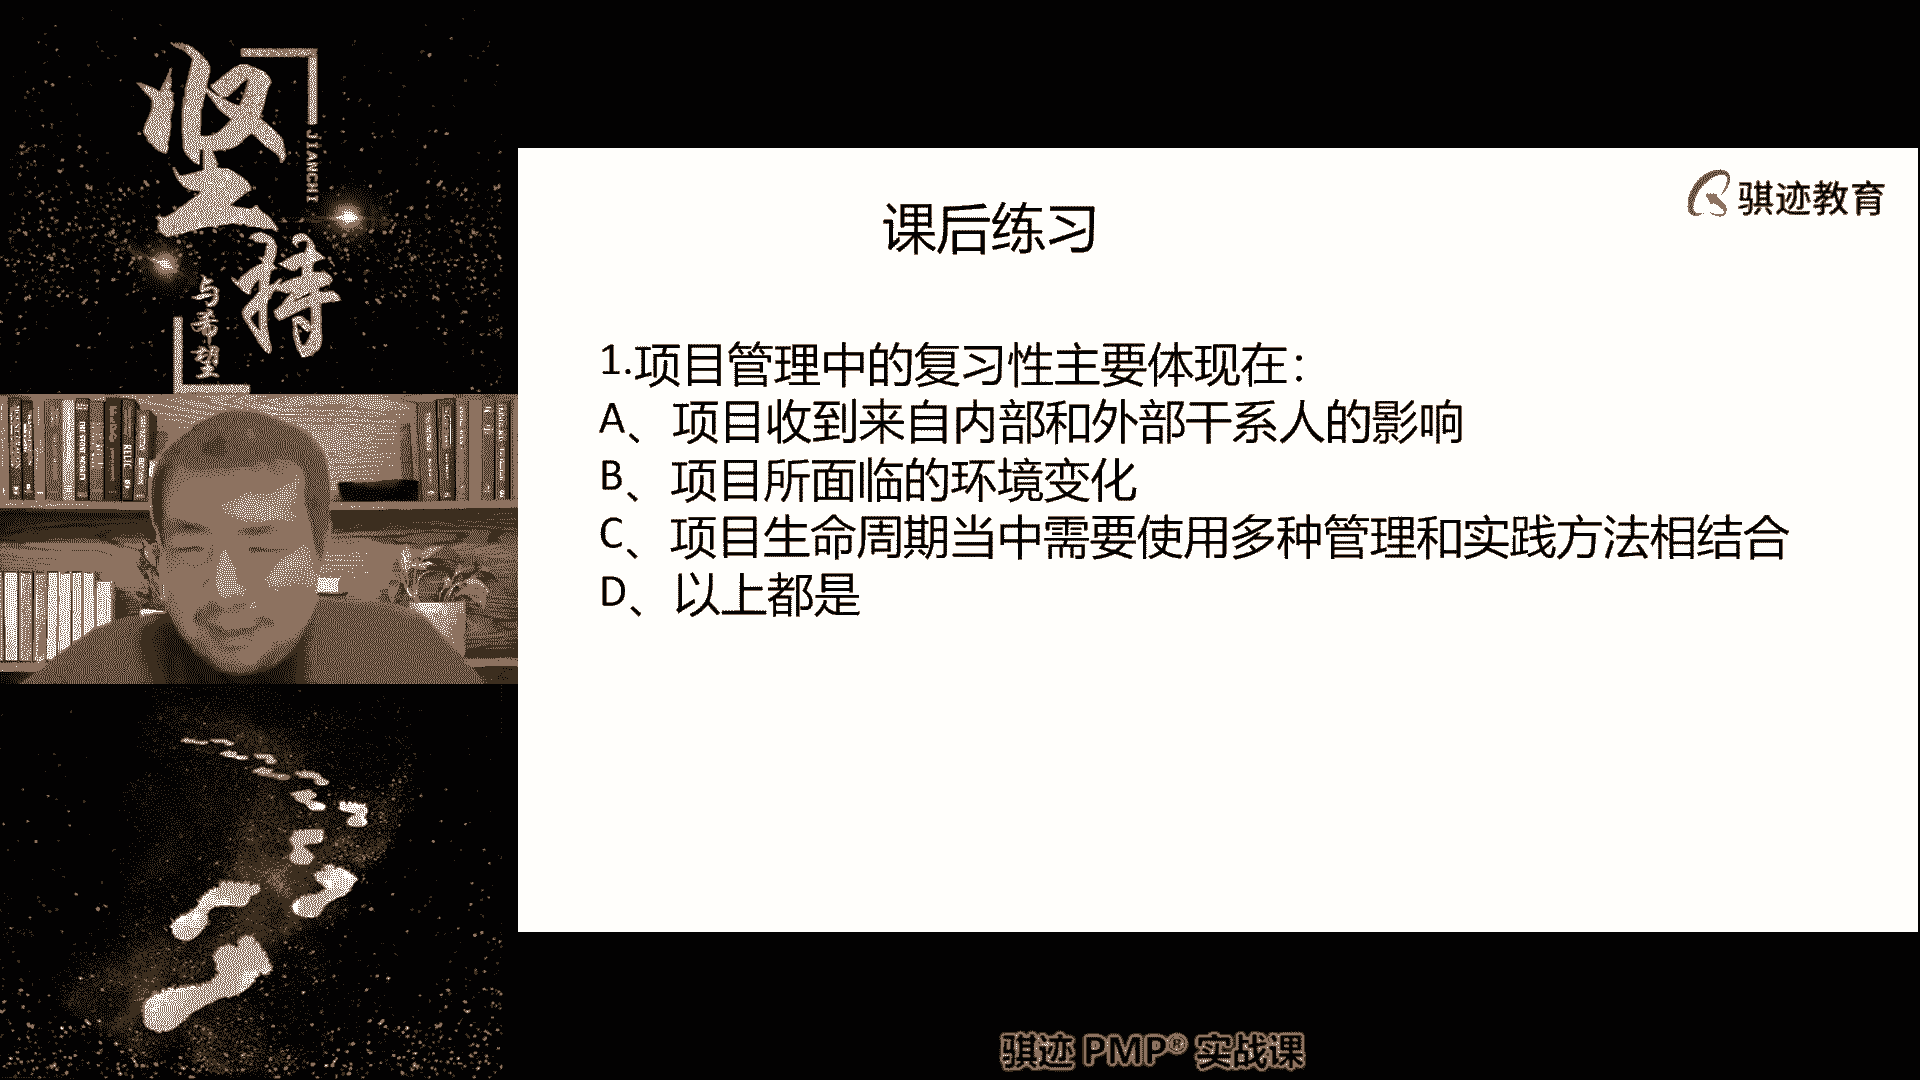 坚持
JIANCHI
与希望
骐迹教育
课后练习
1.项目管理中的复习性主要体现在：
A、项目收到来自内部和外部干系人的影响
B、项目所面临的环境变化
C、项目生命周期当中需要使用多种管理和实践方法相结合
D、以上都是
骐迹 PMP® 实战课